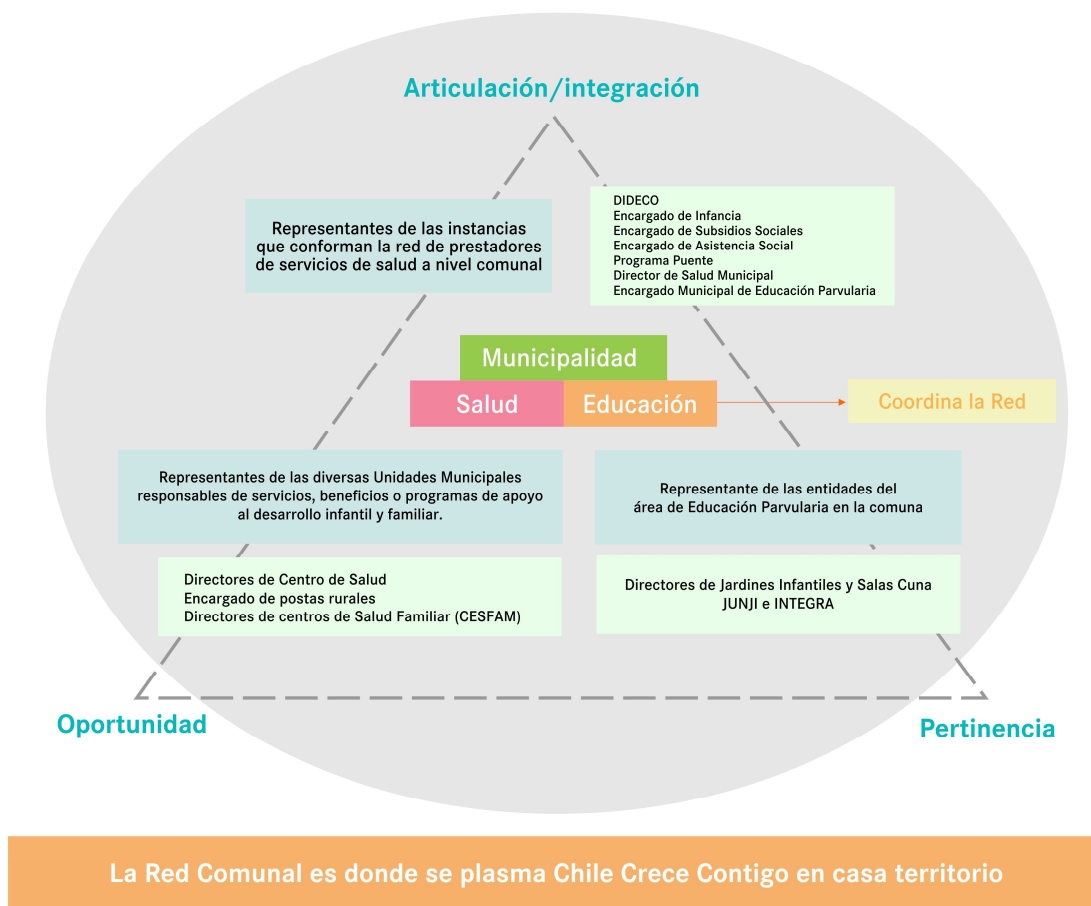 Articulación/integración
Representantes de las instancias
que conforman la red de prestadores
de servicios de salud a nivel comunal
DIDECO
Encargado de Infancia
Encargado de Subsidios Sociales
Encargado de Asistencia Social
Programa Puente
Director de Salud Municipal
Encargado Municipal de Educación Parvularia
Municipalidad
Salud
Educación
Coordina la Red
Representantes de las diversas Unidades Municipales
responsables de servicios, beneficios o programas de apoyo
al desarrollo infantil y familiar.
Representante de las entidades del
área de Educación Parvularia en la comuna
Directores de Centro de Salud
Encargado de postas rurales
Directores de centros de Salud Familiar (CESFAM)
Directores de Jardines Infantiles y Salas Cuna
JUNJI e INTEGRA
Oportunidad
Pertinencia
La Red Comunal es donde se plasma Chile Crece Contigo en casa territorio